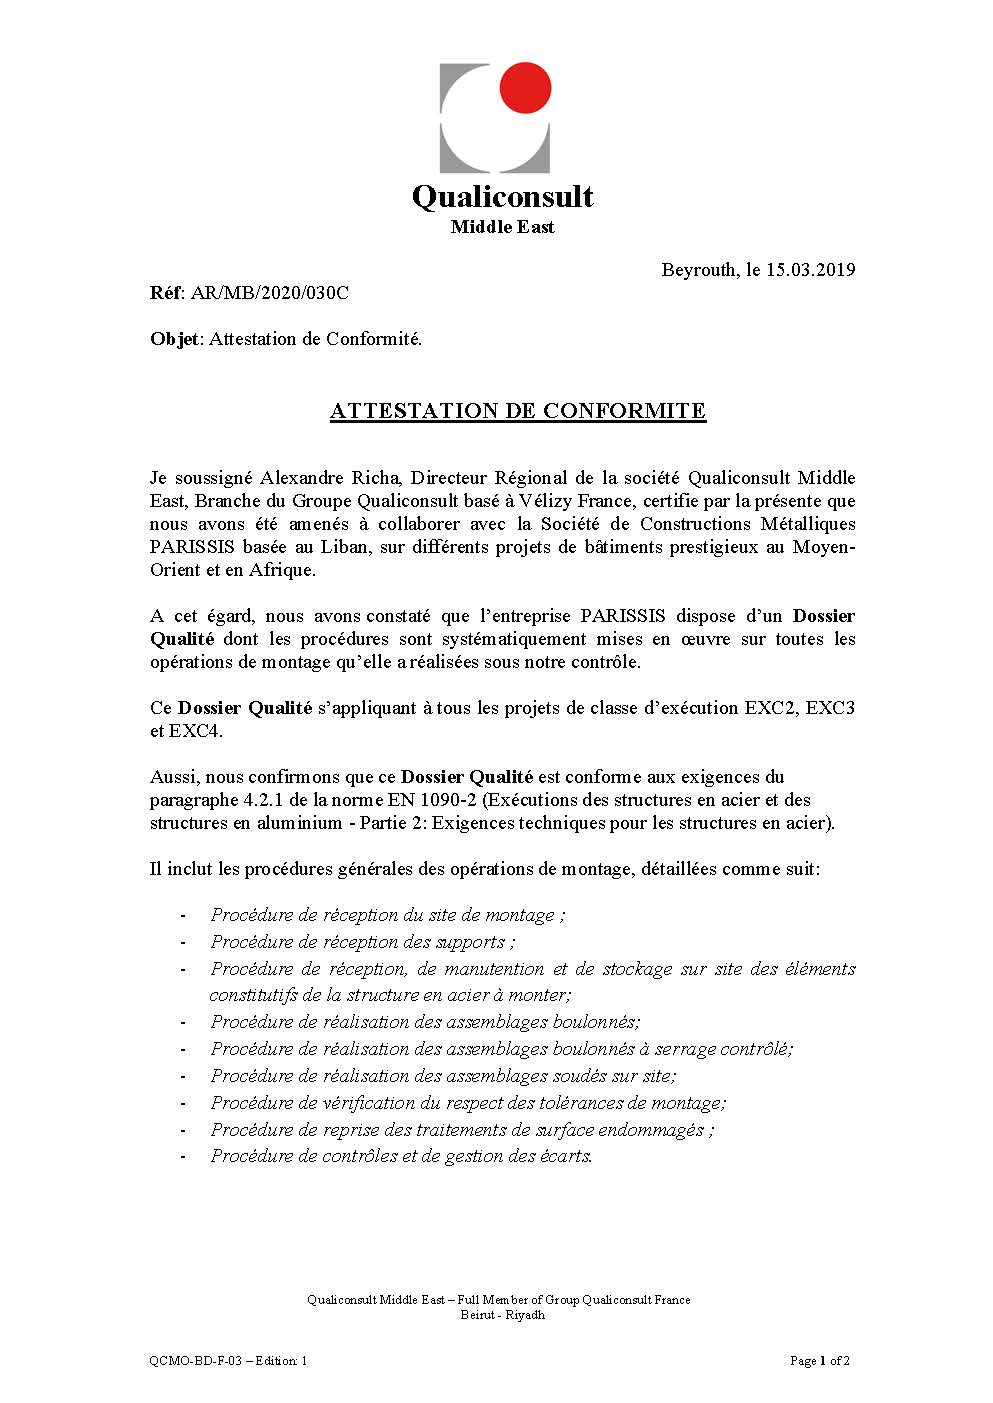 Qualiconsult
Middle East
Beyrouth, le 15.03.2019
Réf: AR/MB/2020/030C
Objet: Attestation de Conformité.
ATTESTATION DE CONFORMITE
Je soussigné Alexandre Richa, Directeur Régional de la société Qualiconsult Middle
East, Branche du Groupe Qualiconsult basé à Vélizy France, certifie par la présente que
nous avons été amenés à collaborer avec la Société de Constructions Métalliques
PARISSIS basée au Liban, sur différents projets de bâtiments prestigieux au Moyen-
Orient et en Afrique.
A cet égard, nous avons constaté que l’entreprise PARISSIS dispose d’un Dossier
Qualité dont les procédures sont systématiquement mises en œuvre sur toutes les
opérations de montage qu’elle a réalisées sous notre contrôle.
Ce Dossier Qualité s’appliquant à tous les projets de classe d’exécution EXC2, EXC3
et EXC4.
Aussi, nous confirmons que ce Dossier Qualité est conforme aux exigences du
paragraphe 4.2.1 de la norme EN 1090-2 (Exécutions des structures en acier et des
structures en aluminium - Partie 2: Exigences techniques pour les structures en acier).
Il inclut les procédures générales des opérations de montage, détaillées comme suit:
- Procédure de réception du site de montage ;
- Procédure de réception des supports ;
- Procédure de réception, de manutention et de stockage sur site des éléments
constitutifs de la structure en acier à monter;
- Procédure de réalisation des assemblages boulonnés;
- Procédure de réalisation des assemblages boulonnés à serrage contrôlé;
- Procédure de réalisation des assemblages soudés sur site;
- Procédure de vérification du respect des tolérances de montage;
- Procédure de reprise des traitements de surface endommagés ;
- Procédure de contrôles et de gestion des écarts.
Qualiconsult Middle East – Full Member of Group Qualiconsult France
Beirut - Riyadh
QCMO-BD-F-03 – Edition: 1
Page 1 of 2